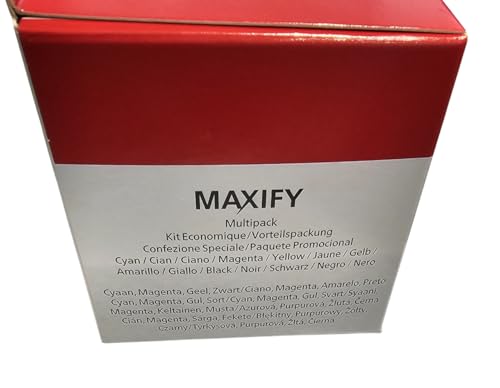 MAXIFY
Multipack
Kit Economique/Vorteilspackung
Confezione Speciale/Paquete Promocional
Cyan / Cian / Ciano / Magenta / Yellow / Jaune / Gelb /
Amarillo / Giallo / Black / Noir / Schwarz / Negro / Nero
Cyaan, Magenta, Geel, Zwart/Ciano, Magenta, Amarelo, Preto
Cyan, Magenta, Gul, Sort/Cyan, Magenta, Gul, Svart/Syaani,
Magenta, Keltainen, Musta/Azurová, Purpurová, Žlutá, Černá
Cián, Magenta, Sárga, Fekete/Błękitny, Purpurowy, Żółty,
Czarny/Tyrkysová, Purpurová, Žltá, Čierna